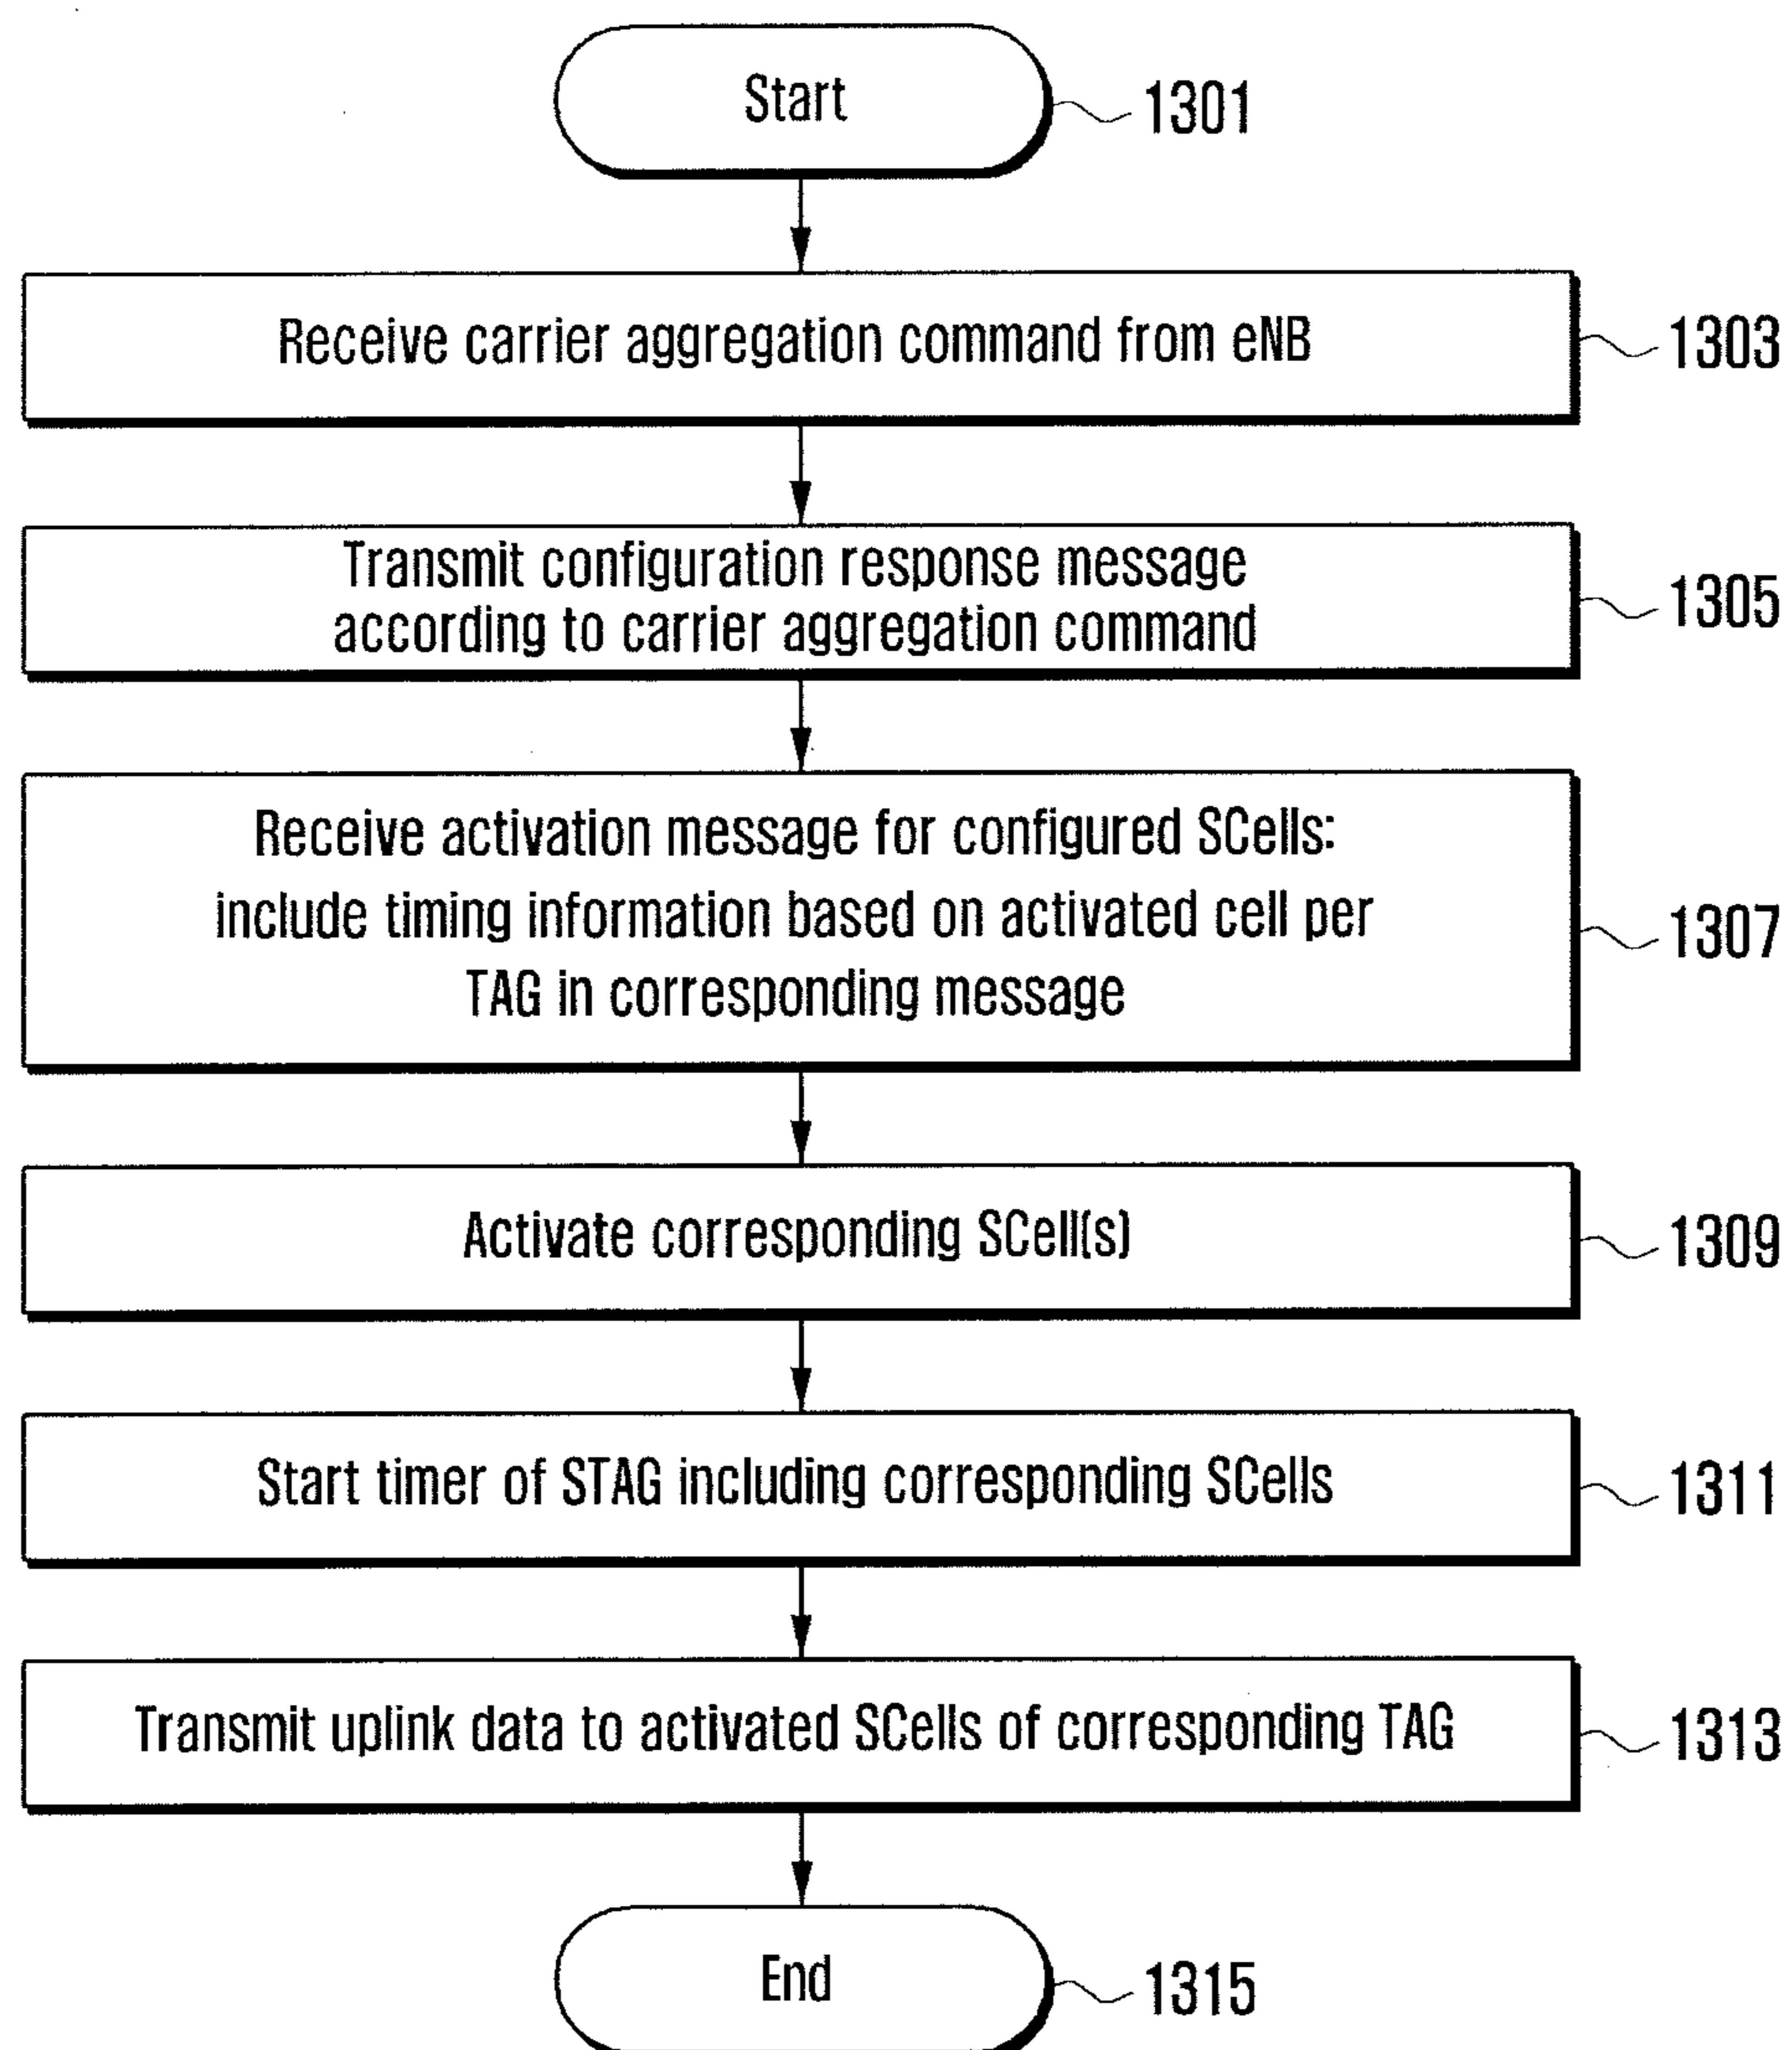 Start
1301
Receive carrier aggregation command from eNB
1303
Transmit configuration response message
according to carrier aggregation command
1305
Receive activation message for configured SCells:
include timing information based on activated cell per
TAG in corresponding message
1307
Activate corresponding SCell(s)
1309
Start timer of STAG including corresponding SCells
1311
Transmit uplink data to activated SCells of corresponding TAG
1313
End
1315